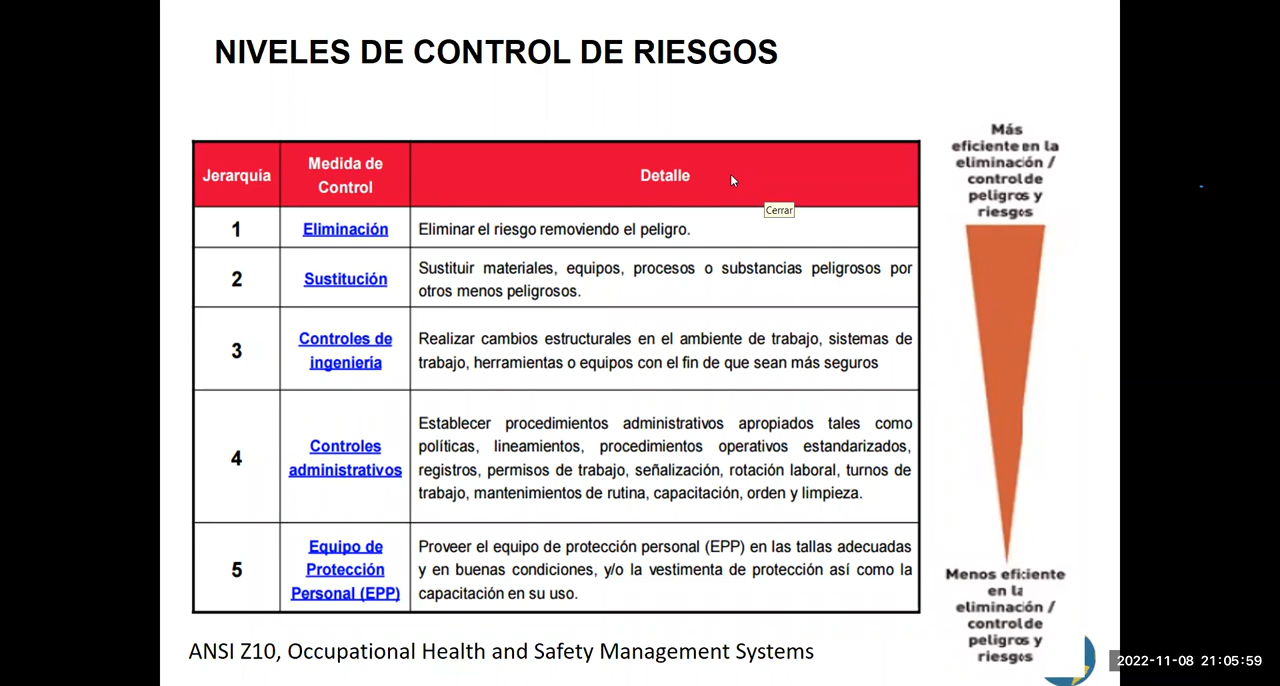 NIVELES DE CONTROL DE RIESGOS
Jerarquía
Medida de
Control
Detalle
Cerrar
1
Eliminación
Eliminar el riesgo removiendo el peligro.
2
Sustitución
Sustituir materiales, equipos, procesos o substancias peligrosos por
otros menos peligrosos.
3
Controles de
ingeniería
Realizar cambios estructurales en el ambiente de trabajo, sistemas de
trabajo, herramientas o equipos con el fin de que sean más seguros
4
Controles
administrativos
Establecer procedimientos administrativos apropiados tales como
políticas, lineamientos, procedimientos operativos estandarizados,
registros, permisos de trabajo, señalización, rotación laboral, turnos de
trabajo, mantenimientos de rutina, capacitación, orden y limpieza.
5
Equipo de
Protección
Personal (EPP)
Proveer el equipo de protección personal (EPP) en las tallas adecuadas
y en buenas condiciones, y/o la vestimenta de protección así como la
capacitación en su uso.
Más
eficiente en la
eliminación /
control de
peligros y
riesgos
Menos eficiente
en la
eliminación /
control de
peligros y
riesgos
ANSI Z10, Occupational Health and Safety Management Systems
2022-11-08 21:05:59